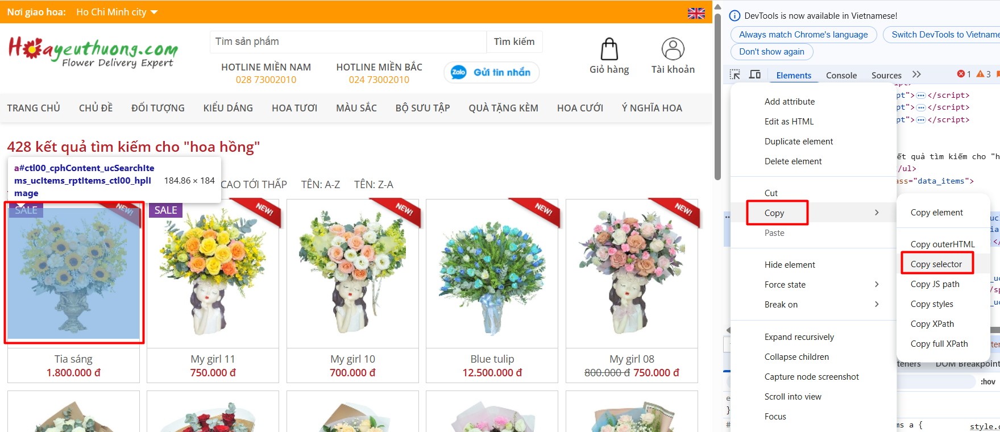 Nơi giao hoa: Ho Chi Minh city
Hoayeuthuong.com
Flower Delivery Expert
Tìm sản phẩm
Tìm kiếm
HOTLINE MIỀN NAM
028 73002010
HOTLINE MIỀN BẮC
024 73002010
Zalo Gửi tin nhắn
Giỏ hàng
Tài khoản
TRANG CHỦ CHỦ ĐỀ ĐỐI TƯỢNG KIỂU DÁNG HOA TƯƠI MÀU SẮC BỘ SƯU TẬP QUÀ TẶNG KÈM HOA CƯỚI Ý NGHĨA HOA
428 kết quả tìm kiếm cho "hoa hồng"
a#ctl00_cphContent_ucSearchIte
ms_ucItems_rptItems_ctl00_hplI
mage
184.86 × 184
CAO TỚI THẤP TÊN: A-Z TÊN: Z-A
SALE NEW!
SALE NEW!
NEW!
NEW!
NEW!
Tia sáng
1.800.000 đ
My girl 11
750.000 đ
My girl 10
700.000 đ
Blue tulip
12.500.000 đ
My girl 08
800.000 đ 750.000 đ
DevTools is now available in Vietnamese!
Always match Chrome's language
Switch DevTools to Vietname
Don't show again
Elements Console Sources 1 3
ript>
pt"> </script>
pt"> </script>
pt"> </script>
ết quả tìm kiếm cho "h
/ul>
ass="data_items">
Add attribute
Edit as HTML
Duplicate element
Delete element
Cut
Copy
Paste
Hide element
Force state
Break on
Expand recursively
Collapse children
Capture node screenshot
Scroll into view
Focus
Copy element
Copy outerHTML
Copy selector
Copy JS path
Copy styles
Copy XPath
Copy full XPath
teners DOM Breakpoint
:hov
}
ms a {
style.c